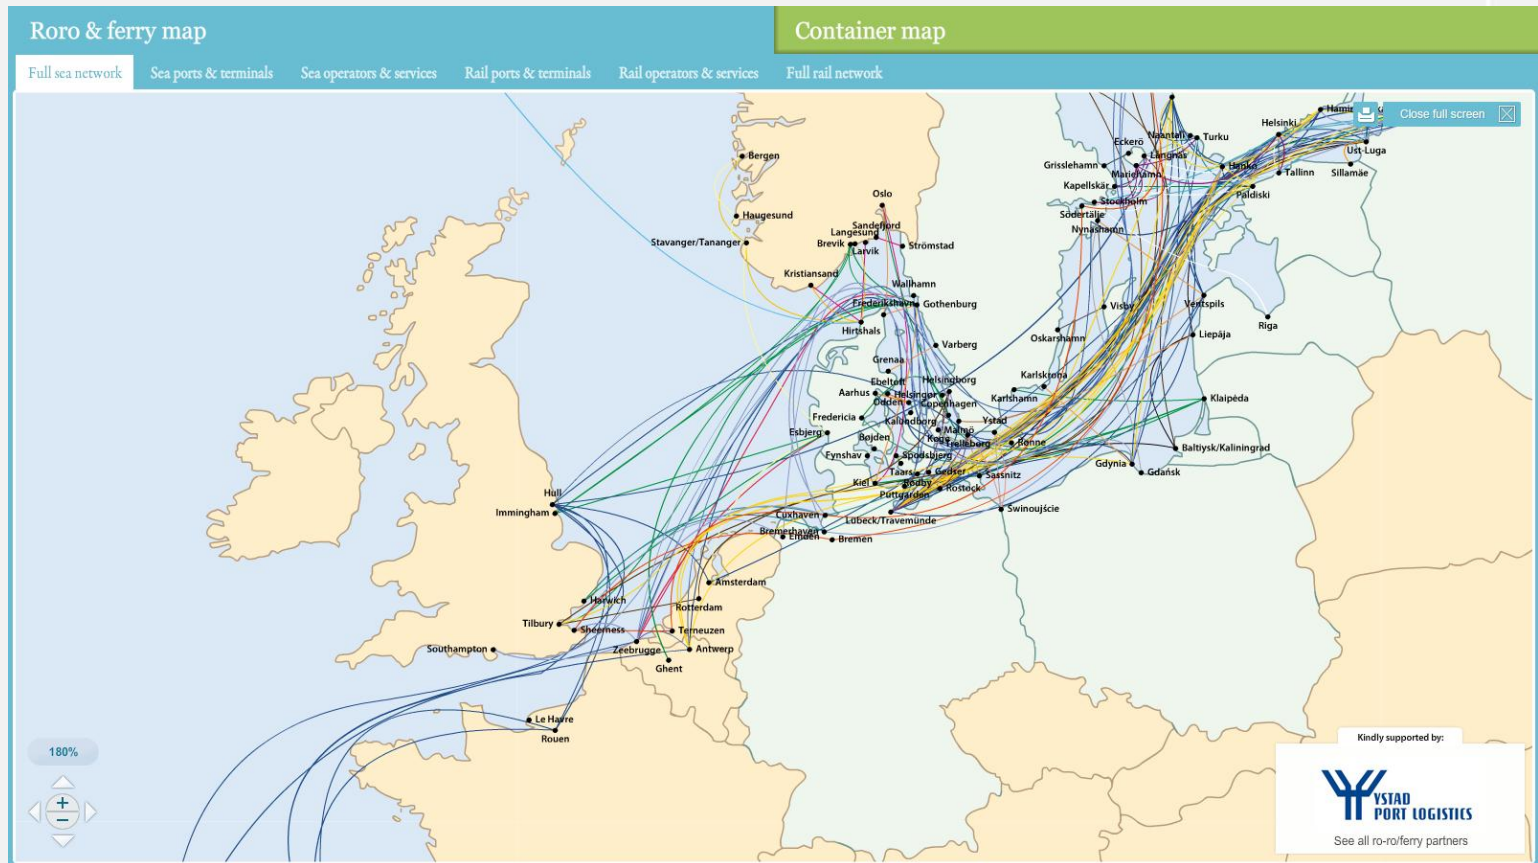 Roro & ferry map
Container map
Full sea network
Sea ports & terminals
Sea operators & services
Rail ports & terminals
Rail operators & services
Full rail network
Close full screen
Bergen
Haugesund
Stavanger/Tananger
Oslo
Sandefjord
Langesund
Brevik
Larvik
Strömstad
Kristiansand
Wallhamn
Frederikshavn
Gothenburg
Hirtshals
Varberg
Grenaa
Ebeltoft
Helsingborg
Aarhus
Helsingør
Odden
Copenhagen
Fredericia
Kalundborg
Malmö
Ystad
Esbjerg
Bøjden
Køge
Trelleborg
Rønne
Fynshav
Spodsbjerg
Taars
Gedser
Sassnitz
Kiel
Rødby
Puttgarden
Rostock
Cuxhaven
Lübeck/Travemünde
Swinoujście
Bremerhaven
Emden
Bremen
Helsinki
Naantali
Turku
Eckerö
Långnäs
Ust-Luga
Grisslehamn
Mariehamn
Hanko
Tallinn
Sillamäe
Kapellskär
Paldiski
Stockholm
Södertälje
Nynäshamn
Visby
Ventspils
Riga
Oskarshamn
Liepāja
Karlskrona
Karlshamn
Klaipėda
Baltiysk/Kaliningrad
Gdynia
Gdańsk
Hull
Immingham
Amsterdam
Harwich
Rotterdam
Tilbury
Sheerness
Terneuzen
Southampton
Zeebrugge
Antwerp
Ghent
Le Havre
Rouen
180%
Kindly supported by:
YSTAD
PORT LOGISTICS
See all ro-ro/ferry partners